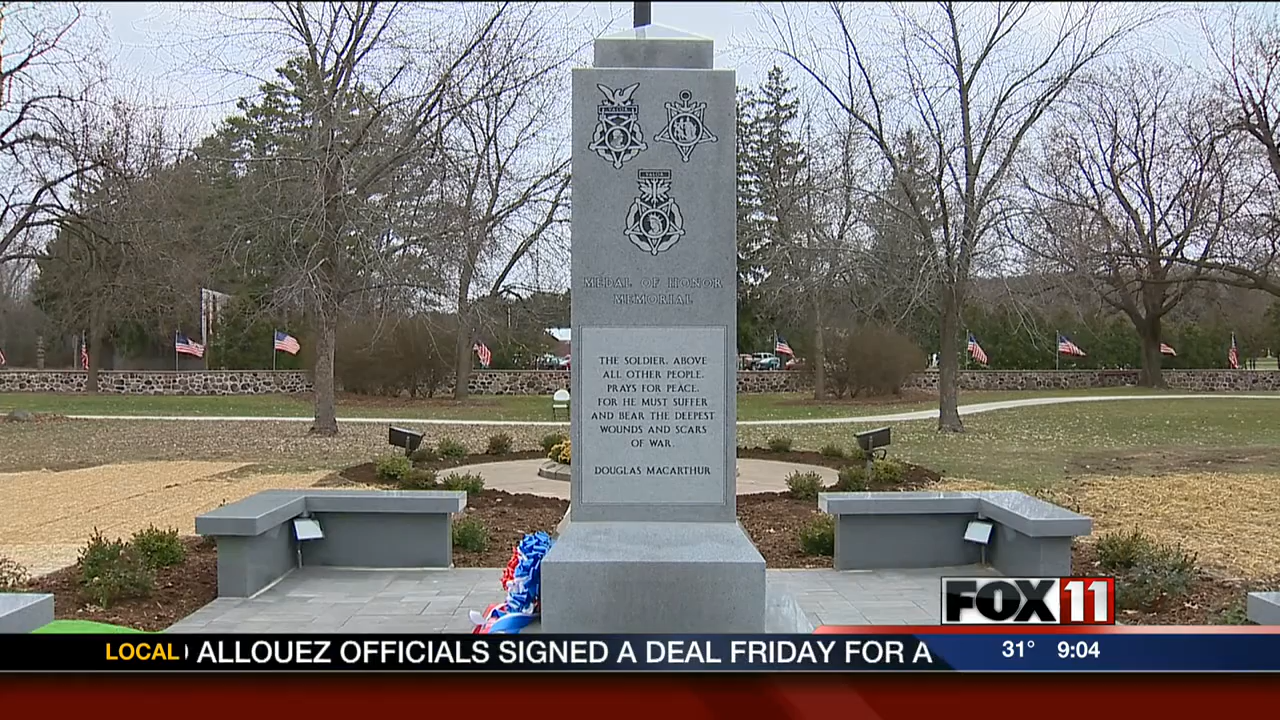 VALOR
VALOR
MEDAL OF HONOR
MEMORIAL
THE SOLDIER, ABOVE
ALL OTHER PEOPLE,
PRAYS FOR PEACE,
FOR HE MUST SUFFER
AND BEAR THE DEEPEST
WOUNDS AND SCARS
OF WAR.
DOUGLAS MACARTHUR
FOX 11
LOCAL ALLOUEZ OFFICIALS SIGNED A DEAL FRIDAY FOR A 31° 9:04